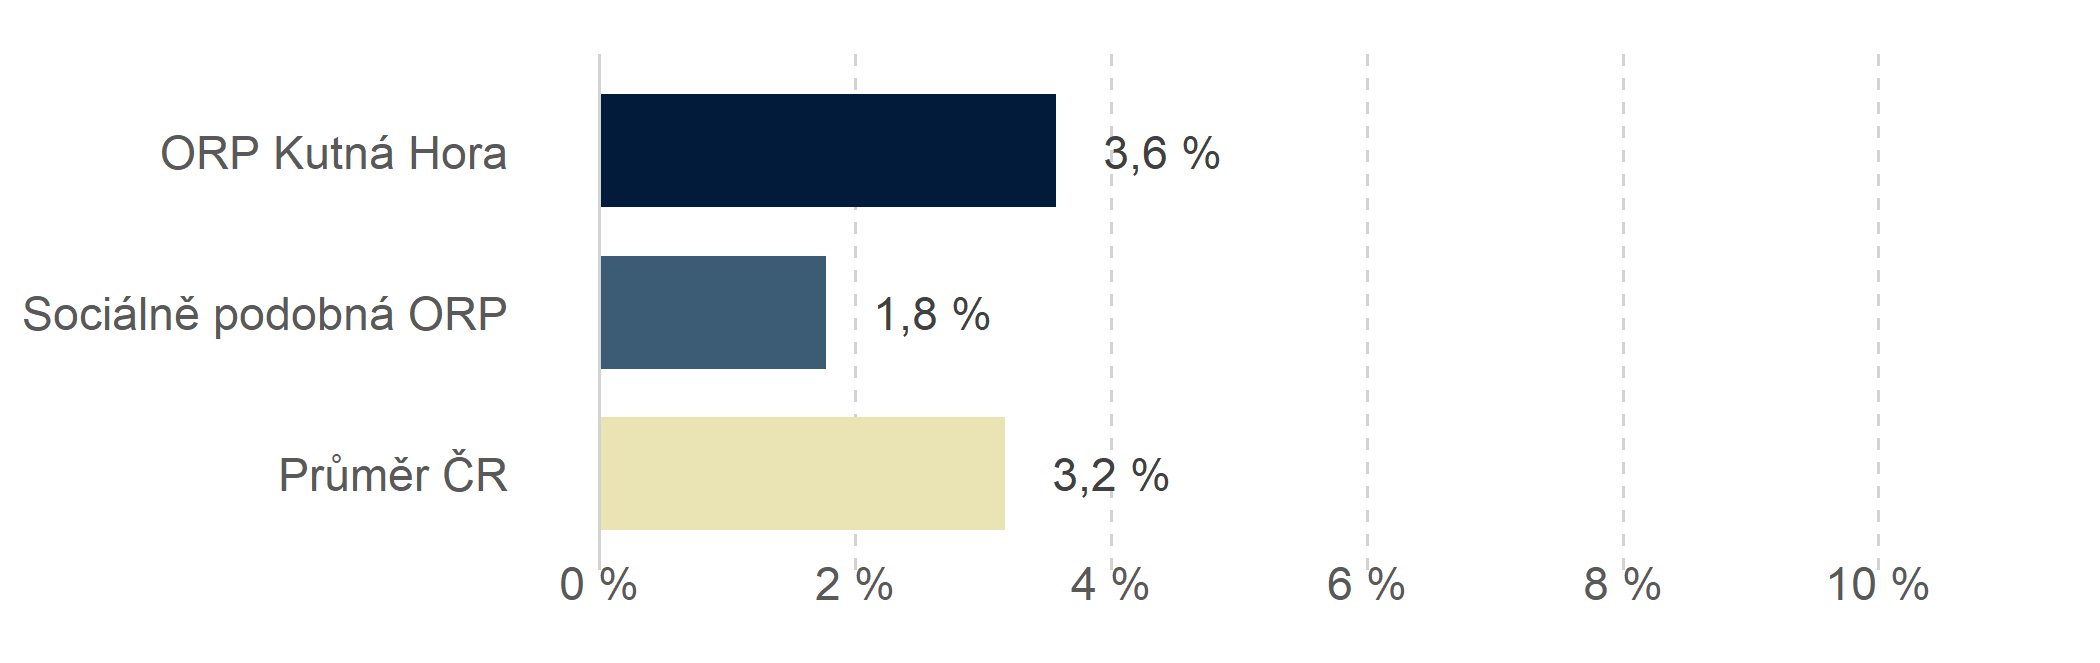 ORP Kutná Hora
3,6 %
Sociálně podobná ORP
1,8 %
Průměr ČR
3,2 %
0 % 2 % 4 % 6 % 8 % 10 %